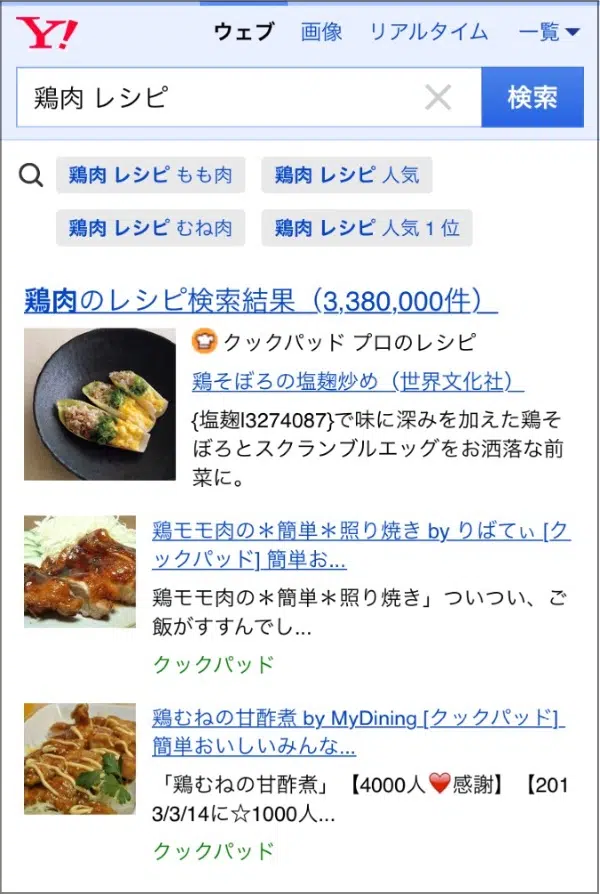 Y!
ウェブ 画像 リアルタイム 一覧
鶏肉 レシピ
検索
鶏肉 レシピ もも肉
鶏肉 レシピ 人気
鶏肉 レシピ むね肉
鶏肉 レシピ 人気 1 位
鶏肉のレシピ検索結果（3,380,000件）
クックパッド プロのレシピ
鶏そぼろの塩麹炒め（世界文化社）
{塩麹l3274087}で味に深みを加えた鶏そ
ぼろとスクランブルエッグをお洒落な前
菜に。
鶏モモ肉の＊簡単＊照り焼き by りばてぃ [ク
ックパッド] 簡単お...
鶏モモ肉の＊簡単＊照り焼き」ついつい、ご
飯がすすんでし...
クックパッド
鶏むねの甘酢煮 by MyDining [クックパッド]
簡単おいしいみんな...
「鶏むねの甘酢煮」【4000人❤️感謝】【201
3/3/14に☆1000人...
クックパッド